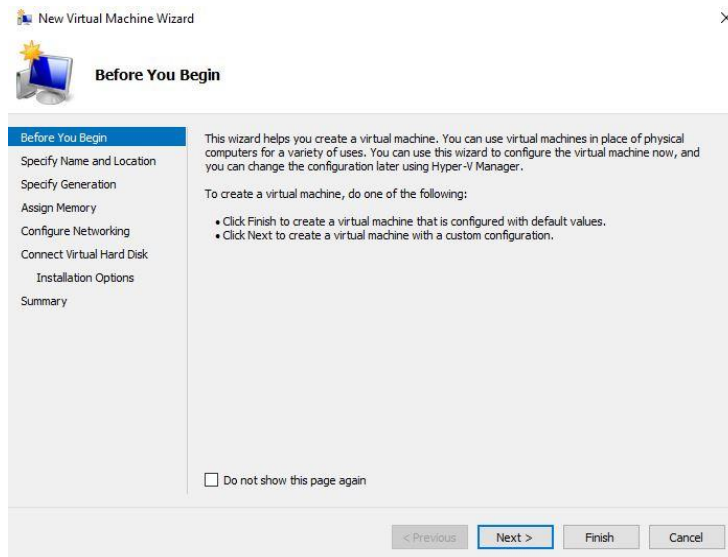 New Virtual Machine Wizard
Before You Begin
Before You Begin
Specify Name and Location
Specify Generation
Assign Memory
Configure Networking
Connect Virtual Hard Disk
Installation Options
Summary
This wizard helps you create a virtual machine. You can use virtual machines in place of physical
computers for a variety of uses. You can use this wizard to configure the virtual machine now, and
you can change the configuration later using Hyper-V Manager.
To create a virtual machine, do one of the following:
• Click Finish to create a virtual machine that is configured with default values.
• Click Next to create a virtual machine with a custom configuration.
Do not show this page again
< Previous
Next >
Finish
Cancel